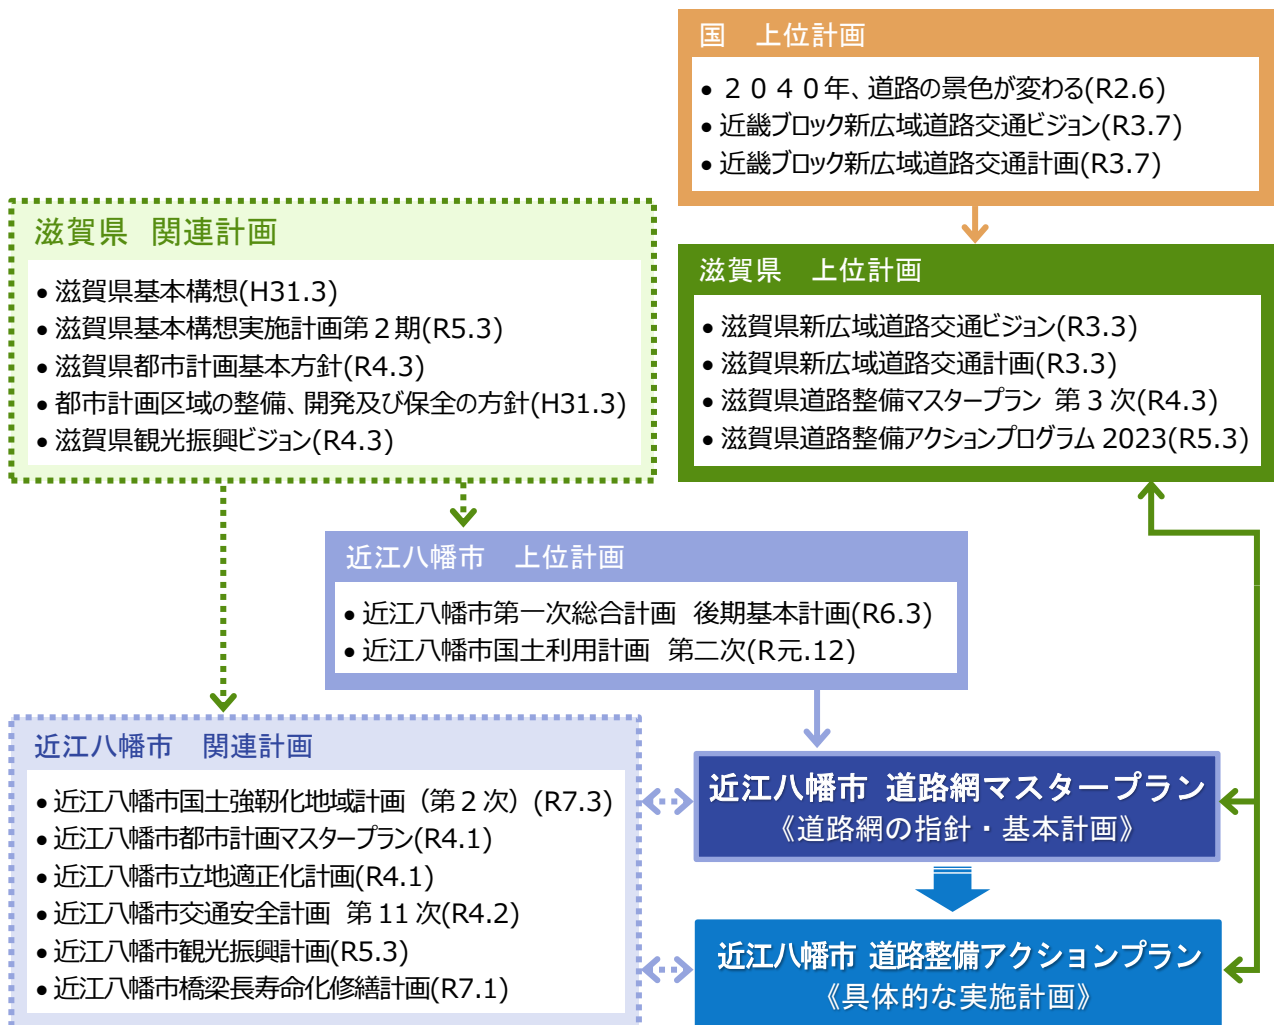 国　上位計画
• ２０４０年、道路の景色が変わる(R2.6)
• 近畿ブロック新広域道路交通ビジョン(R3.7)
• 近畿ブロック新広域道路交通計画(R3.7)
滋賀県　関連計画
• 滋賀県基本構想(H31.3)
• 滋賀県基本構想実施計画第２期(R5.3)
• 滋賀県都市計画基本方針(R4.3)
• 都市計画区域の整備、開発及び保全の方針(H31.3)
• 滋賀県観光振興ビジョン(R4.3)
滋賀県　上位計画
• 滋賀県新広域道路交通ビジョン(R3.3)
• 滋賀県新広域道路交通計画(R3.3)
• 滋賀県道路整備マスタープラン 第３次(R4.3)
• 滋賀県道路整備アクションプログラム 2023(R5.3)
近江八幡市　上位計画
• 近江八幡市第一次総合計画　後期基本計画(R6.3)
• 近江八幡市国土利用計画　第二次(R元.12)
近江八幡市　関連計画
• 近江八幡市国土強靭化地域計画（第２次）(R7.3)
• 近江八幡市都市計画マスタープラン(R4.1)
• 近江八幡市立地適正化計画(R4.1)
• 近江八幡市交通安全計画 第 11 次(R4.2)
• 近江八幡市観光振興計画(R5.3)
• 近江八幡市橋梁長寿命化修繕計画(R7.1)
近江八幡市 道路網マスタープラン
《道路網の指針・基本計画》
近江八幡市 道路整備アクションプラン
《具体的な実施計画》